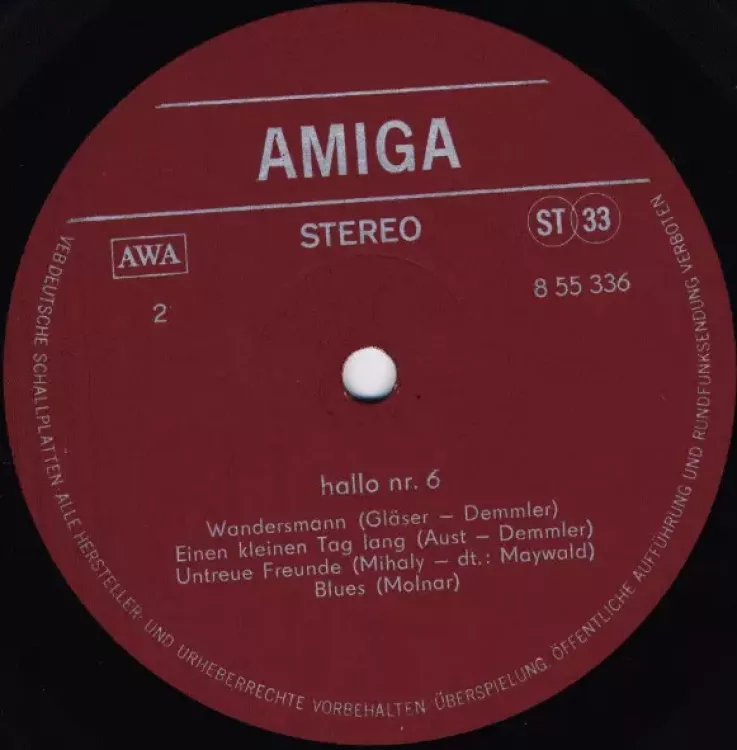 AMIGA
STEREO
ST 33
AWA
8 55 336
2
hallo nr. 6
Wandersmann (Gläser – Demmler)
Einen kleinen Tag lang (Aust – Demmler)
Untreue Freunde (Mihaly – dt.: Maywald)
Blues (Molnar)
VEB DEUTSCHE SCHALLPLATTEN · ALLE HERSTELLER- UND URHEBERRECHTE VORBEHALTEN ÜBERSPIELUNG, ÖFFENTLICHE AUFFÜHRUNG UND RUNDFUNKSENDUNG VERBOTEN